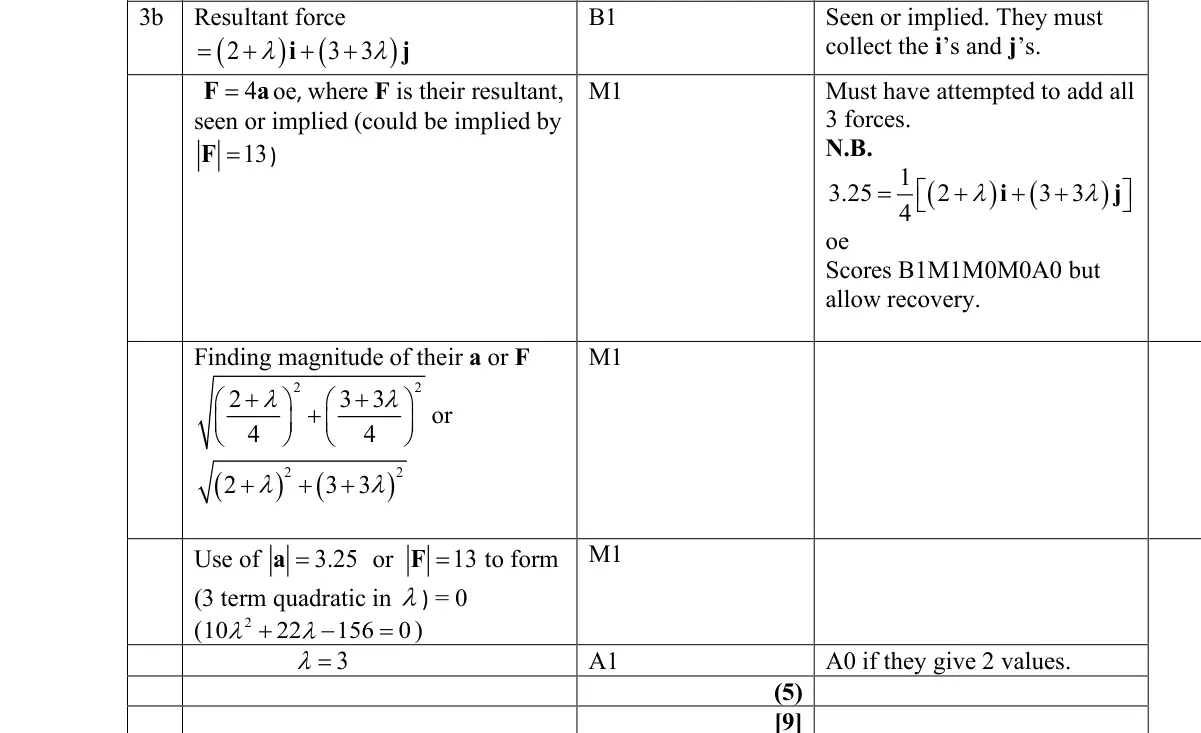 3b Resultant force B1 Seen or implied. They must
= (2 + λ)i + (3 + 3λ)j collect the i’s and j’s.
F = 4a oe, where F is their resultant, M1 Must have attempted to add all
seen or implied (could be implied by 3 forces.
|F| = 13) N.B.
3.25 = 1/4[(2 + λ)i + (3 + 3λ)j]
oe
Scores B1M1M0M0A0 but
allow recovery.
Finding magnitude of their a or F M1
√(((2 + λ)/4)² + ((3 + 3λ)/4)²) or
√((2 + λ)² + (3 + 3λ)²)
Use of |a| = 3.25 or |F| = 13 to form M1
(3 term quadratic in λ) = 0
(10λ² + 22λ − 156 = 0)
λ = 3 A1 A0 if they give 2 values.
(5)
[9]